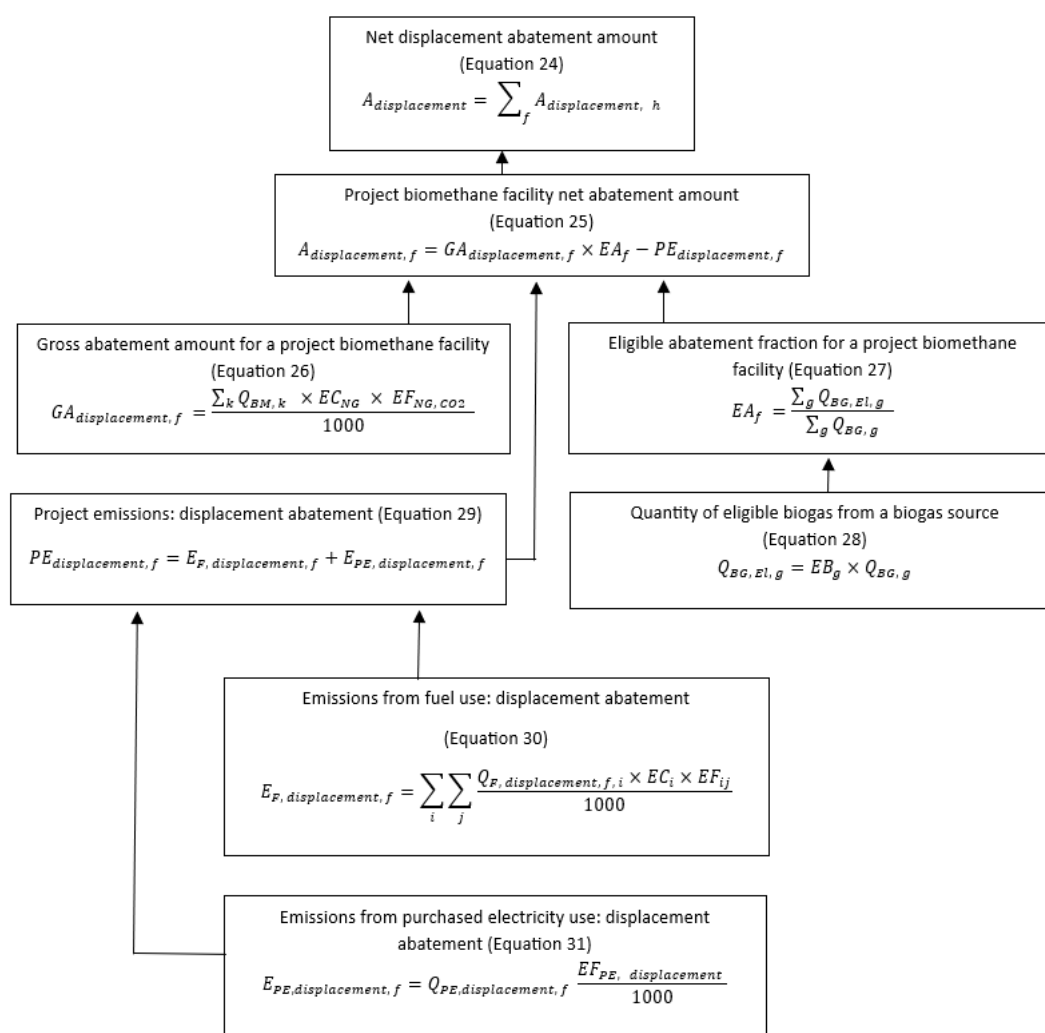 Net displacement abatement amount
(Equation 24)
A_displacement = ∑_f A_displacement, h
Project biomethane facility net abatement amount
(Equation 25)
A_displacement, f = GA_displacement, f × EA_f − PE_displacement, f
Gross abatement amount for a project biomethane facility
(Equation 26)
GA_displacement, f = (∑_k Q_BM, k × EC_NG × EF_NG, CO2) / 1000
Eligible abatement fraction for a project biomethane
facility (Equation 27)
EA_f = (∑_g Q_BG, El, g) / (∑_g Q_BG, g)
Project emissions: displacement abatement (Equation 29)
PE_displacement, f = E_F, displacement, f + E_PE, displacement, f
Quantity of eligible biogas from a biogas source
(Equation 28)
Q_BG, El, g = EB_g × Q_BG, g
Emissions from fuel use: displacement abatement
(Equation 30)
E_F, displacement, f = ∑_i ∑_j (Q_F, displacement, f, i × EC_i × EF_ij) / 1000
Emissions from purchased electricity use: displacement
abatement (Equation 31)
E_PE,displacement, f = Q_PE,displacement, f EF_PE, displacement / 1000